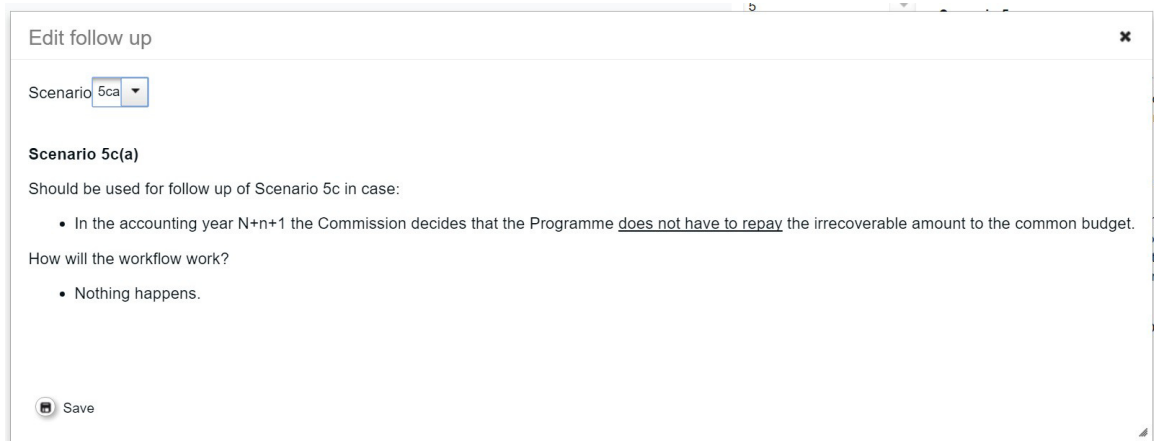 5
Edit follow up
Scenario 5ca
Scenario 5c(a)
Should be used for follow up of Scenario 5c in case:
• In the accounting year N+n+1 the Commission decides that the Programme does not have to repay the irrecoverable amount to the common budget.
How will the workflow work?
• Nothing happens.
Save